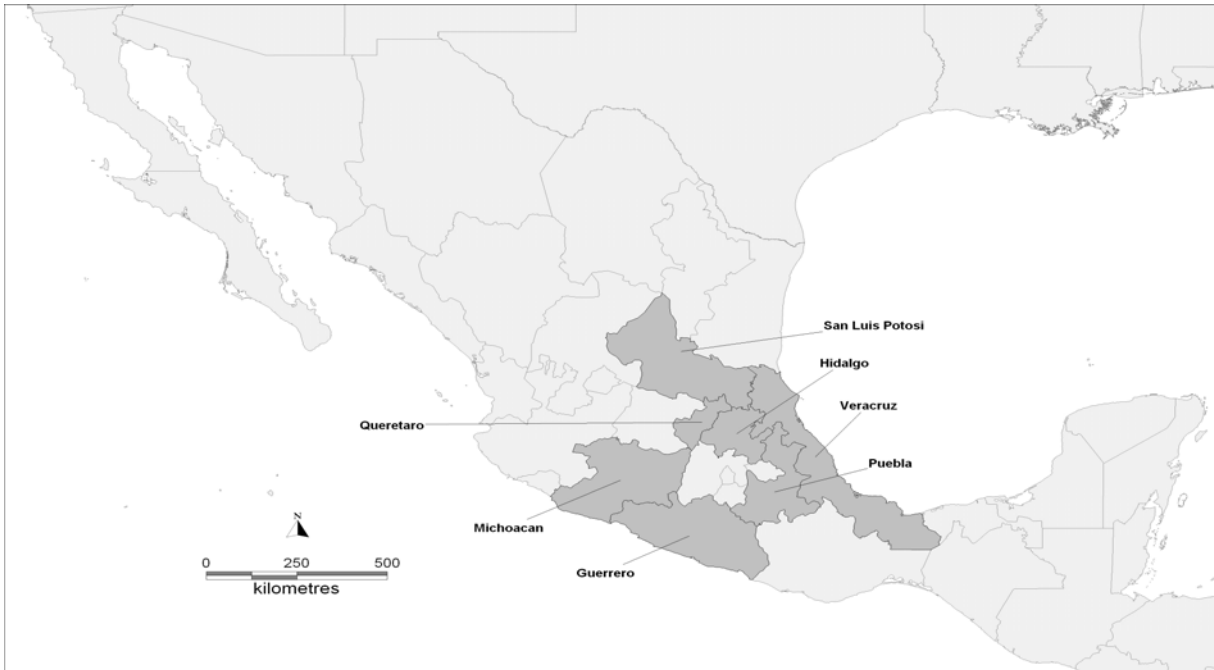 San Luis Potosi
Hidalgo
Veracruz
Queretaro
Puebla
Michoacan
Guerrero
N
0 250 500
kilometres